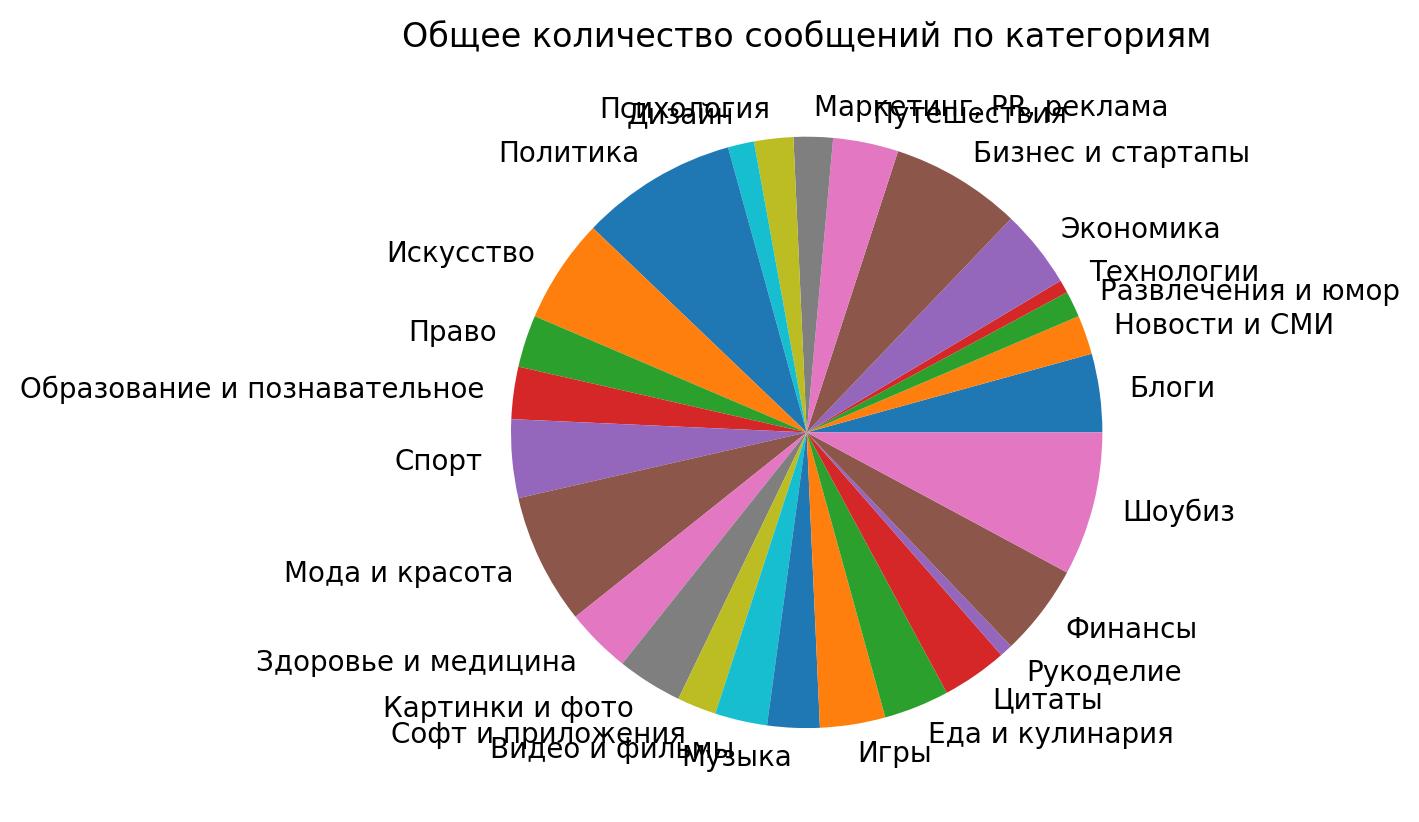 Общее количество сообщений по категориям
Психология
Маркетинг, PR, реклама
Дизайн
Путешествия
Политика
Бизнес и стартапы
Экономика
Искусство
Технологии
Развлечения и юмор
Новости и СМИ
Право
Образование и познавательное
Блоги
Спорт
Шоубиз
Мода и красота
Финансы
Здоровье и медицина
Рукоделие
Цитаты
Картинки и фото
Софт и приложения
Еда и кулинария
Видео и фильмы
Игры
Музыка